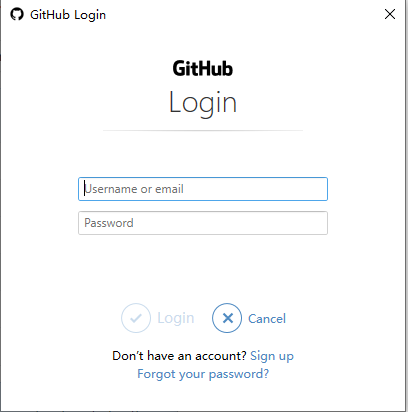 GitHub Login
GitHub
Login
Username or email
Password
Login
Cancel
Don't have an account? Sign up
Forgot your password?